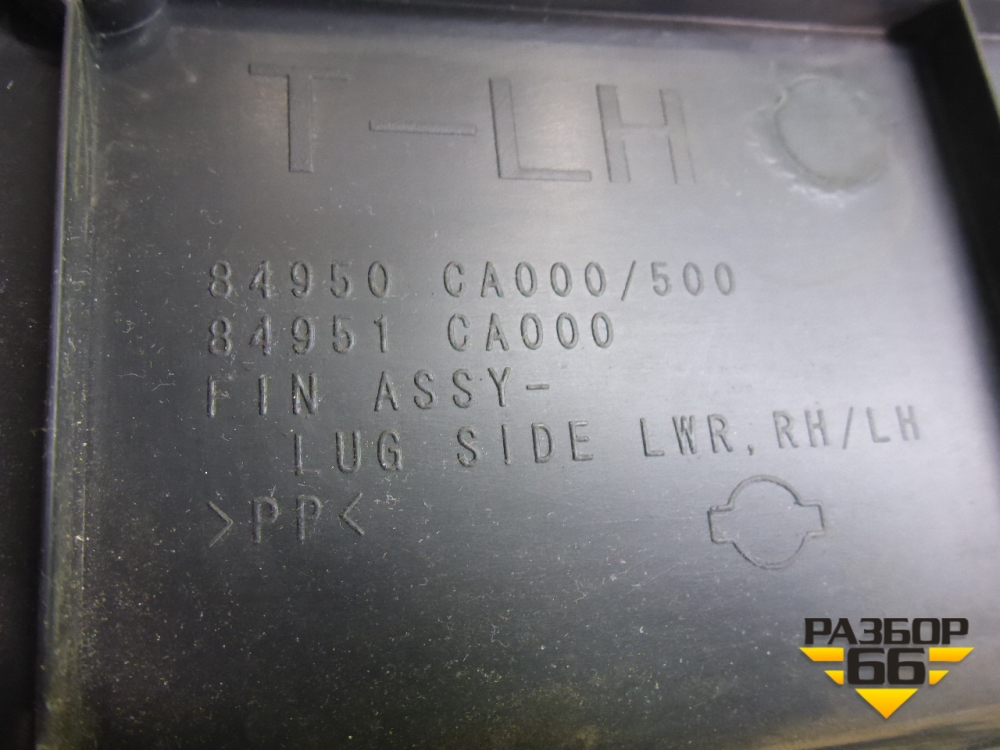 T-LH
84950 CA000/500
84951 CA000
FIN ASSY-
LUG SIDE LWR, RH/LH
>PP<
РАЗБОР
66